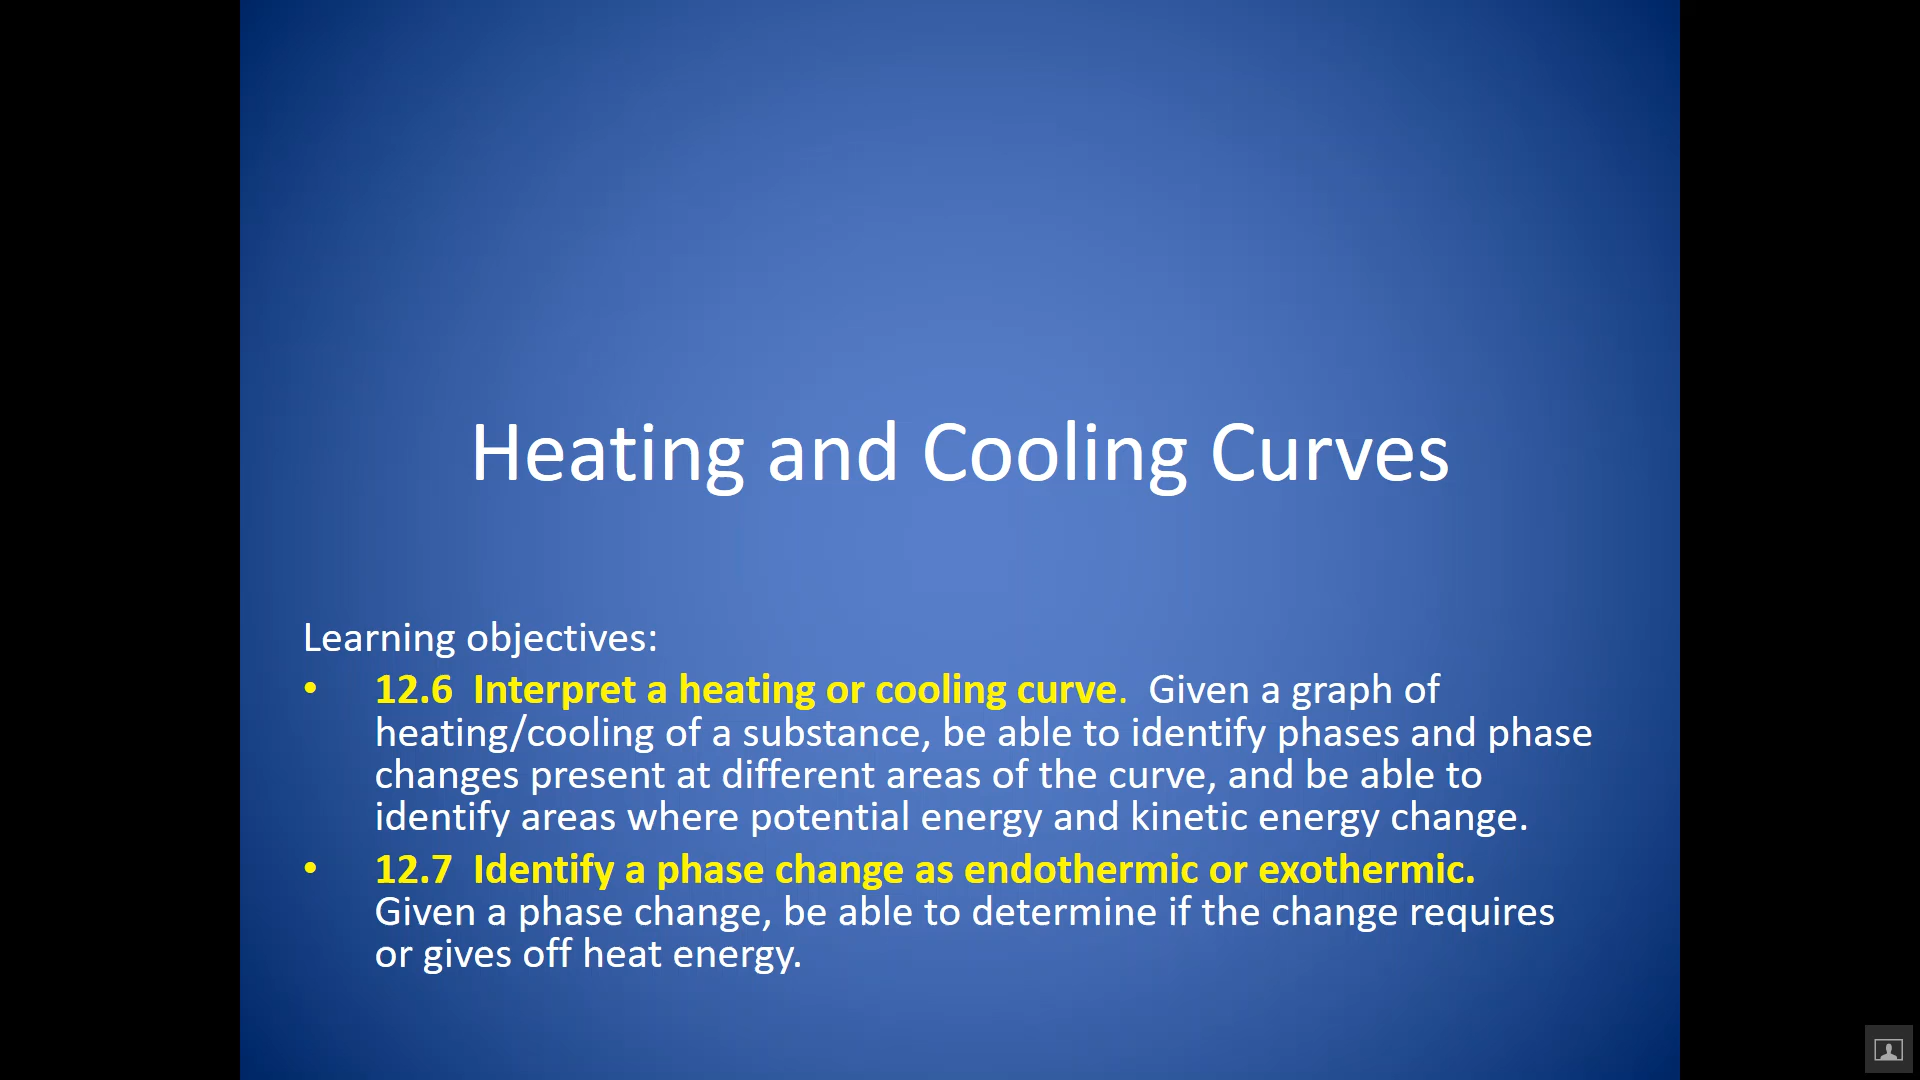 Heating and Cooling Curves
Learning objectives:
• 12.6 Interpret a heating or cooling curve. Given a graph of
heating/cooling of a substance, be able to identify phases and phase
changes present at different areas of the curve, and be able to
identify areas where potential energy and kinetic energy change.
• 12.7 Identify a phase change as endothermic or exothermic.
Given a phase change, be able to determine if the change requires
or gives off heat energy.